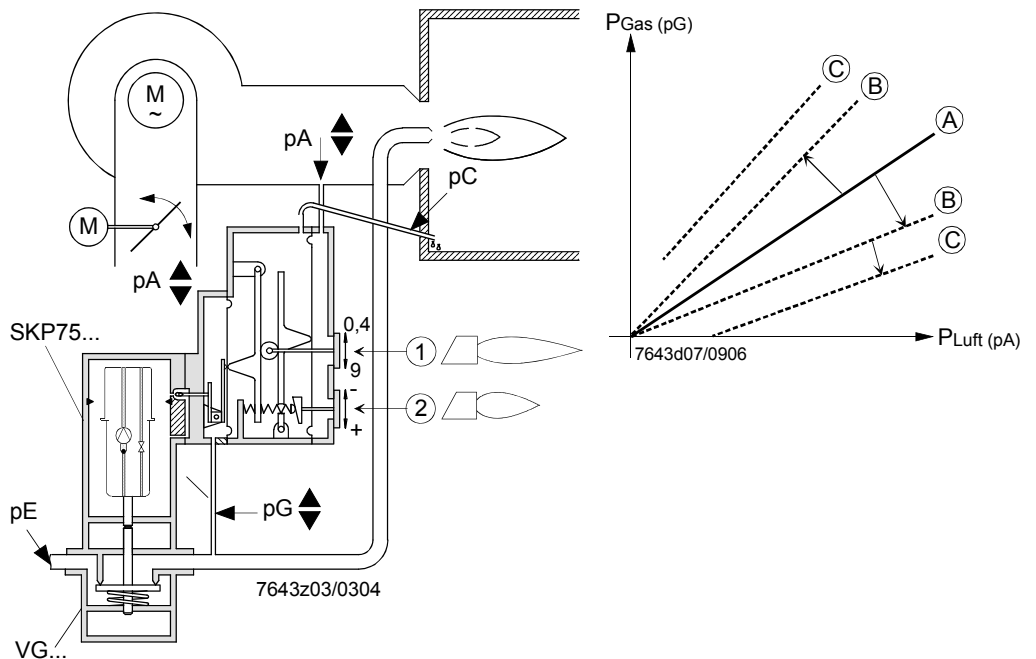 M
~
M
pA
pC
pA
SKP75...
0,4
1
9
-
2
+
pE
pG
7643z03/0304
VG...
PGas (pG)
C
B
A
B
C
PLuft (pA)
7643d07/0906